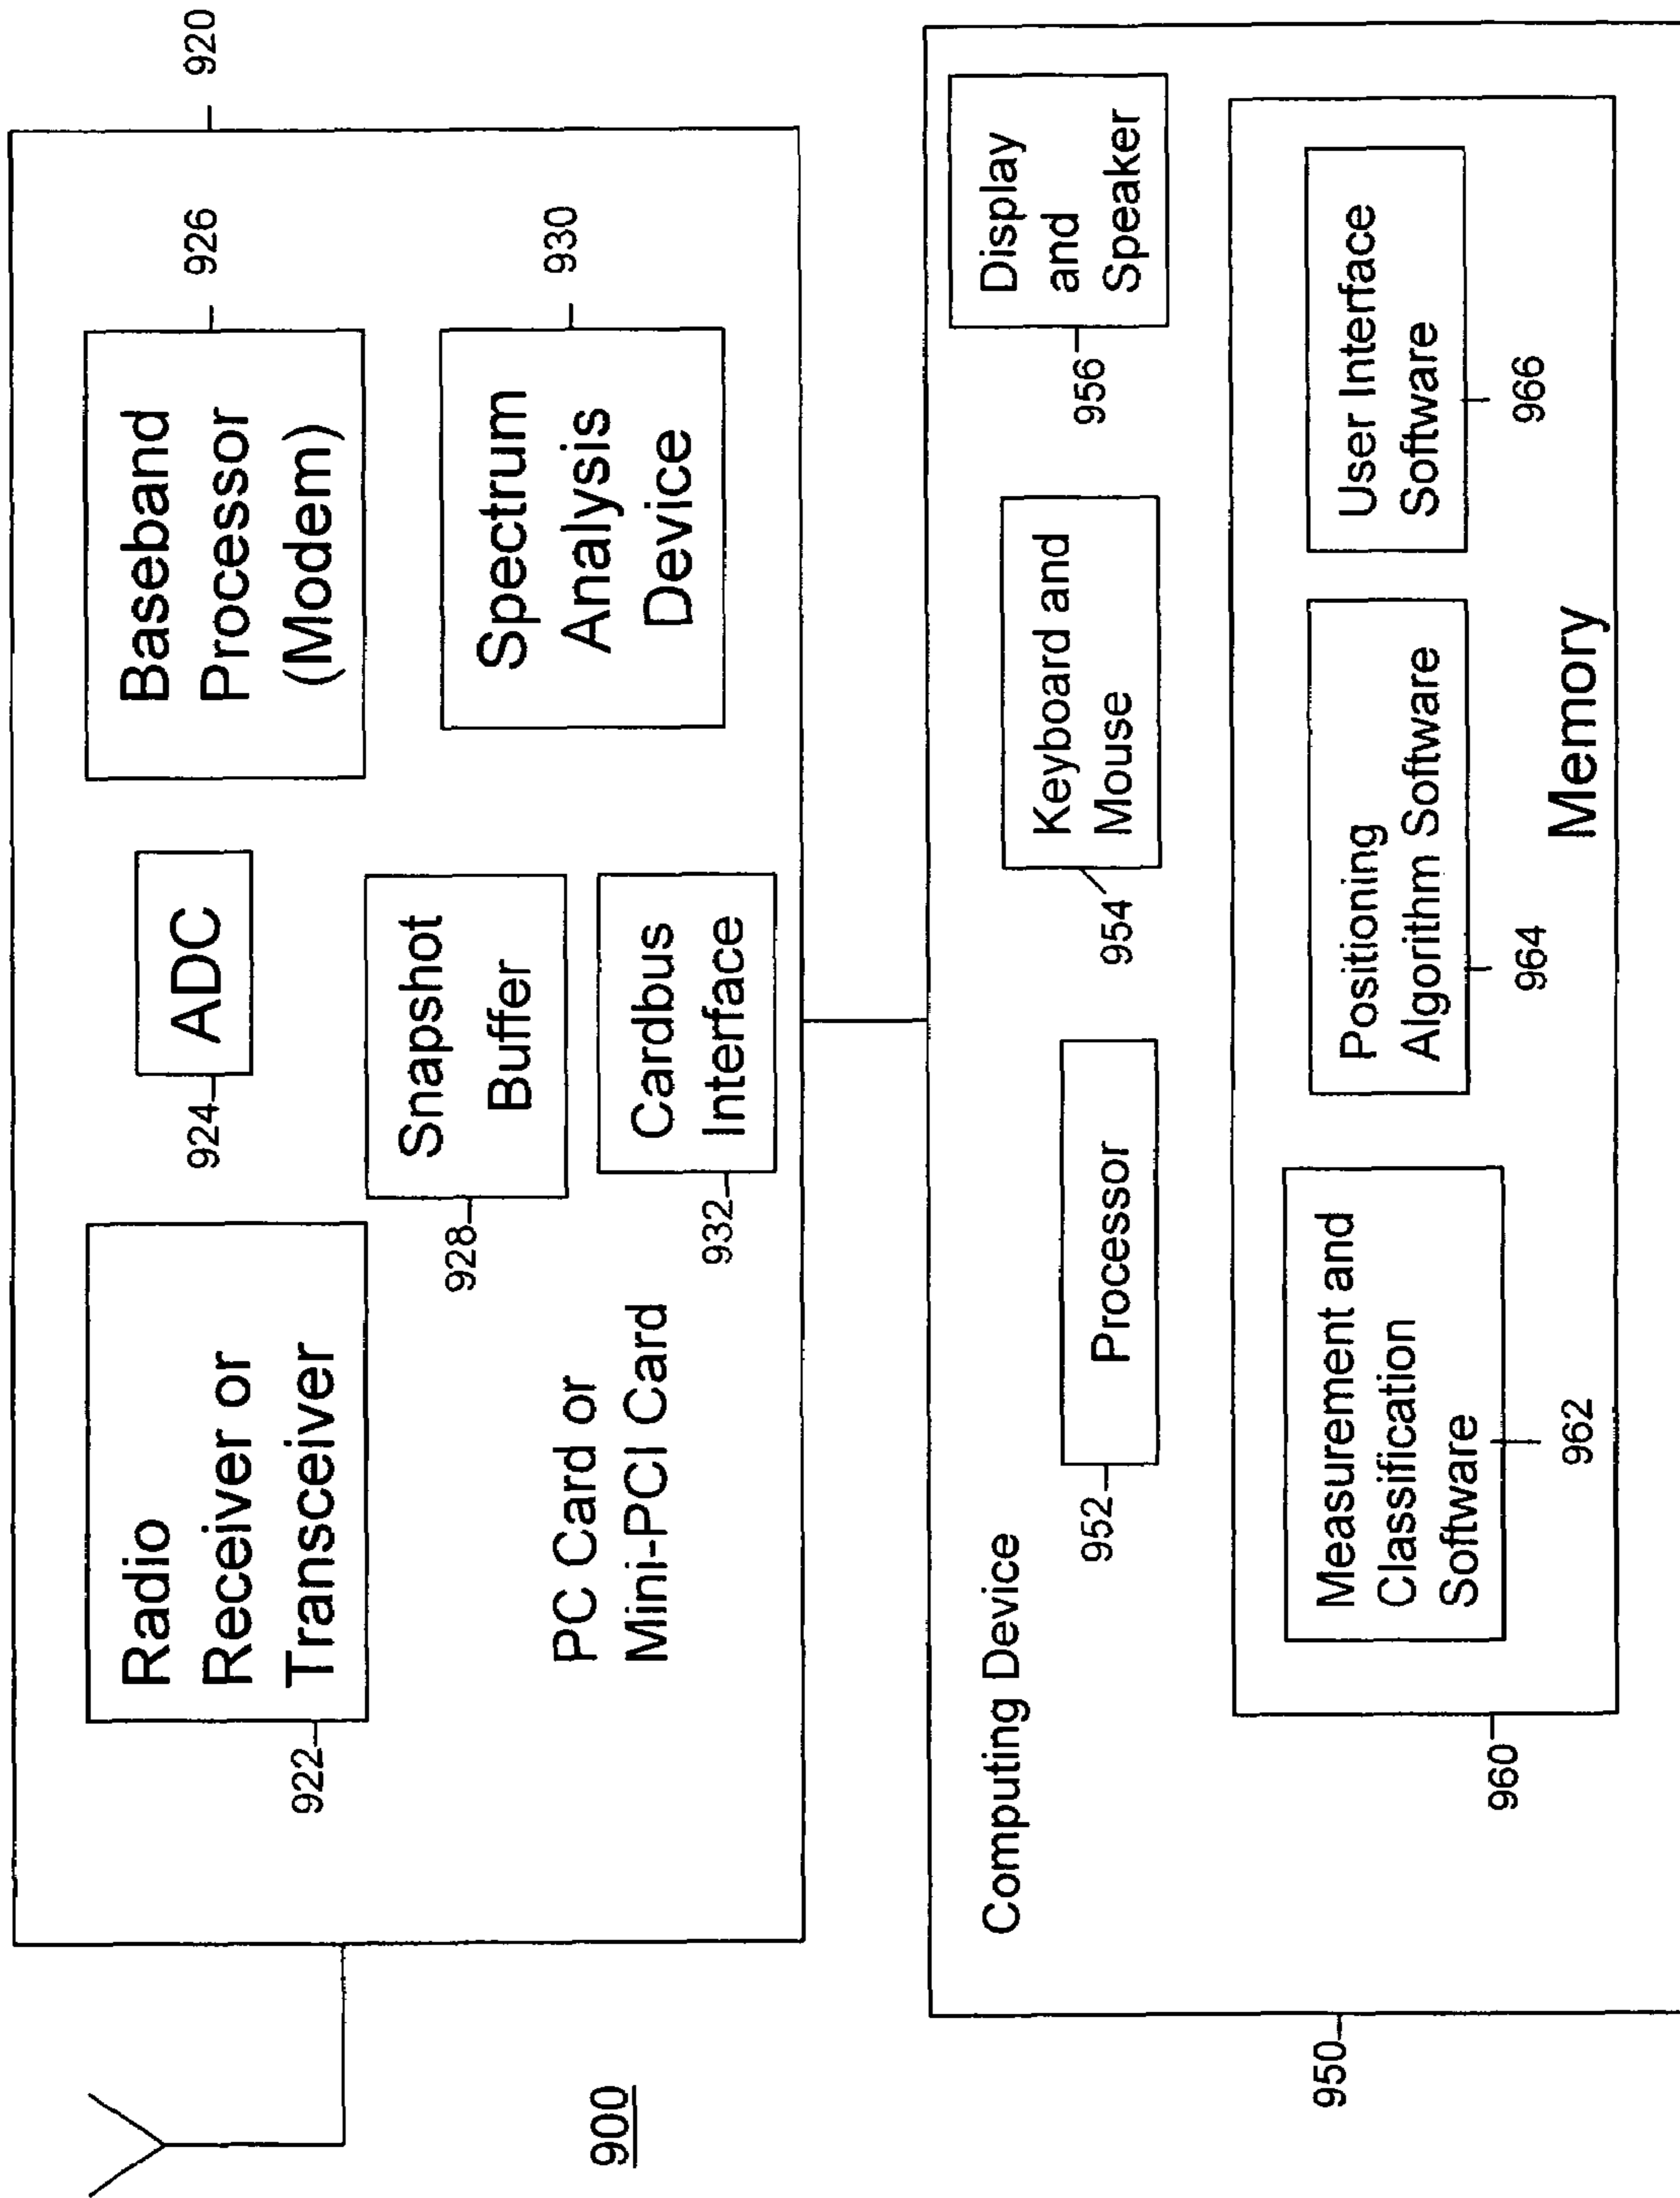 920
Radio
Receiver or
Transceiver
922
ADC
924
Baseband
Processor
(Modem)
926
Snapshot
Buffer
928
Spectrum
Analysis
Device
930
PC Card or
Mini-PCI Card
Cardbus
Interface
932
900
Computing Device
950
Processor
952
Keyboard and
Mouse
954
Display
and
Speaker
956
Measurement and
Classification
Software
962
Positioning
Algorithm Software
964
User Interface
Software
966
Memory
960